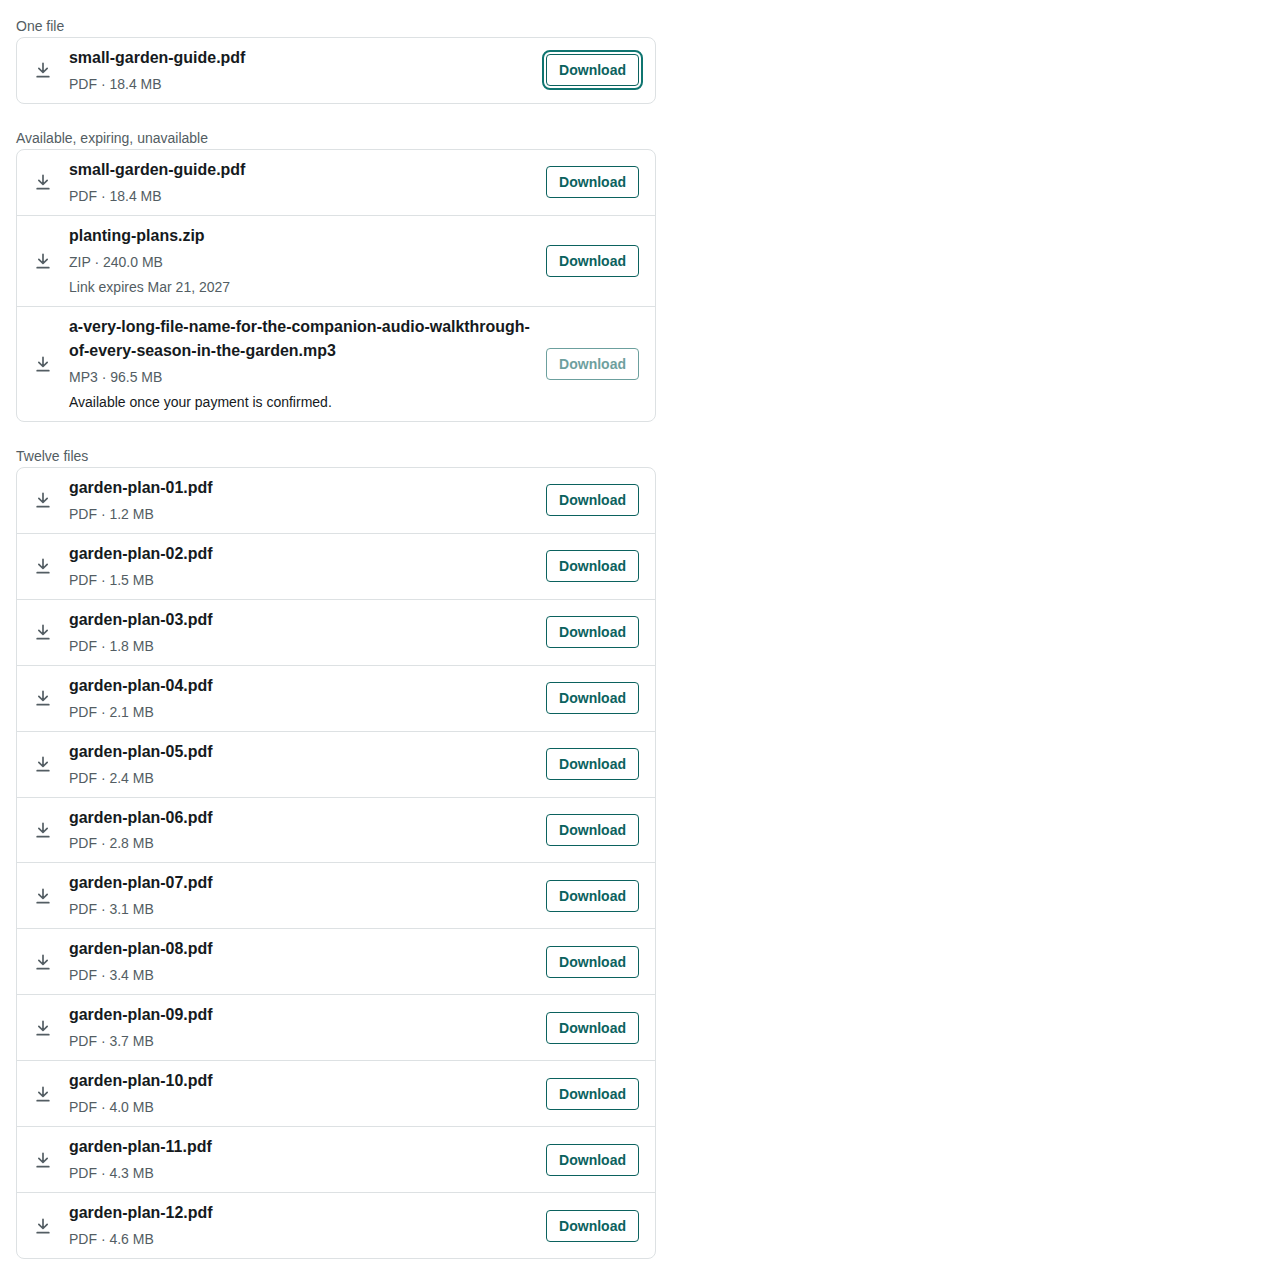 One file
small-garden-guide.pdf
PDF · 18.4 MB
Download
Available, expiring, unavailable
small-garden-guide.pdf
PDF · 18.4 MB
Download
planting-plans.zip
ZIP · 240.0 MB
Link expires Mar 21, 2027
Download
a-very-long-file-name-for-the-companion-audio-walkthrough-
of-every-season-in-the-garden.mp3
MP3 · 96.5 MB
Available once your payment is confirmed.
Download
Twelve files
garden-plan-01.pdf
PDF · 1.2 MB
Download
garden-plan-02.pdf
PDF · 1.5 MB
Download
garden-plan-03.pdf
PDF · 1.8 MB
Download
garden-plan-04.pdf
PDF · 2.1 MB
Download
garden-plan-05.pdf
PDF · 2.4 MB
Download
garden-plan-06.pdf
PDF · 2.8 MB
Download
garden-plan-07.pdf
PDF · 3.1 MB
Download
garden-plan-08.pdf
PDF · 3.4 MB
Download
garden-plan-09.pdf
PDF · 3.7 MB
Download
garden-plan-10.pdf
PDF · 4.0 MB
Download
garden-plan-11.pdf
PDF · 4.3 MB
Download
garden-plan-12.pdf
PDF · 4.6 MB
Download